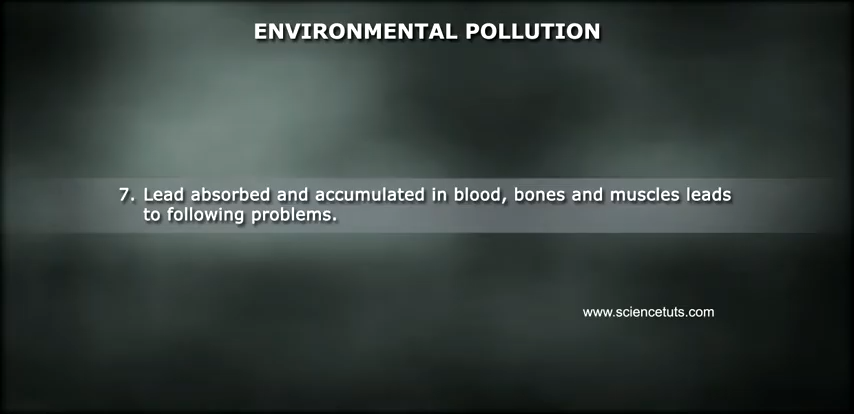 ENVIRONMENTAL POLLUTION
7. Lead absorbed and accumulated in blood, bones and muscles leads
to following problems.
www.sciencetuts.com